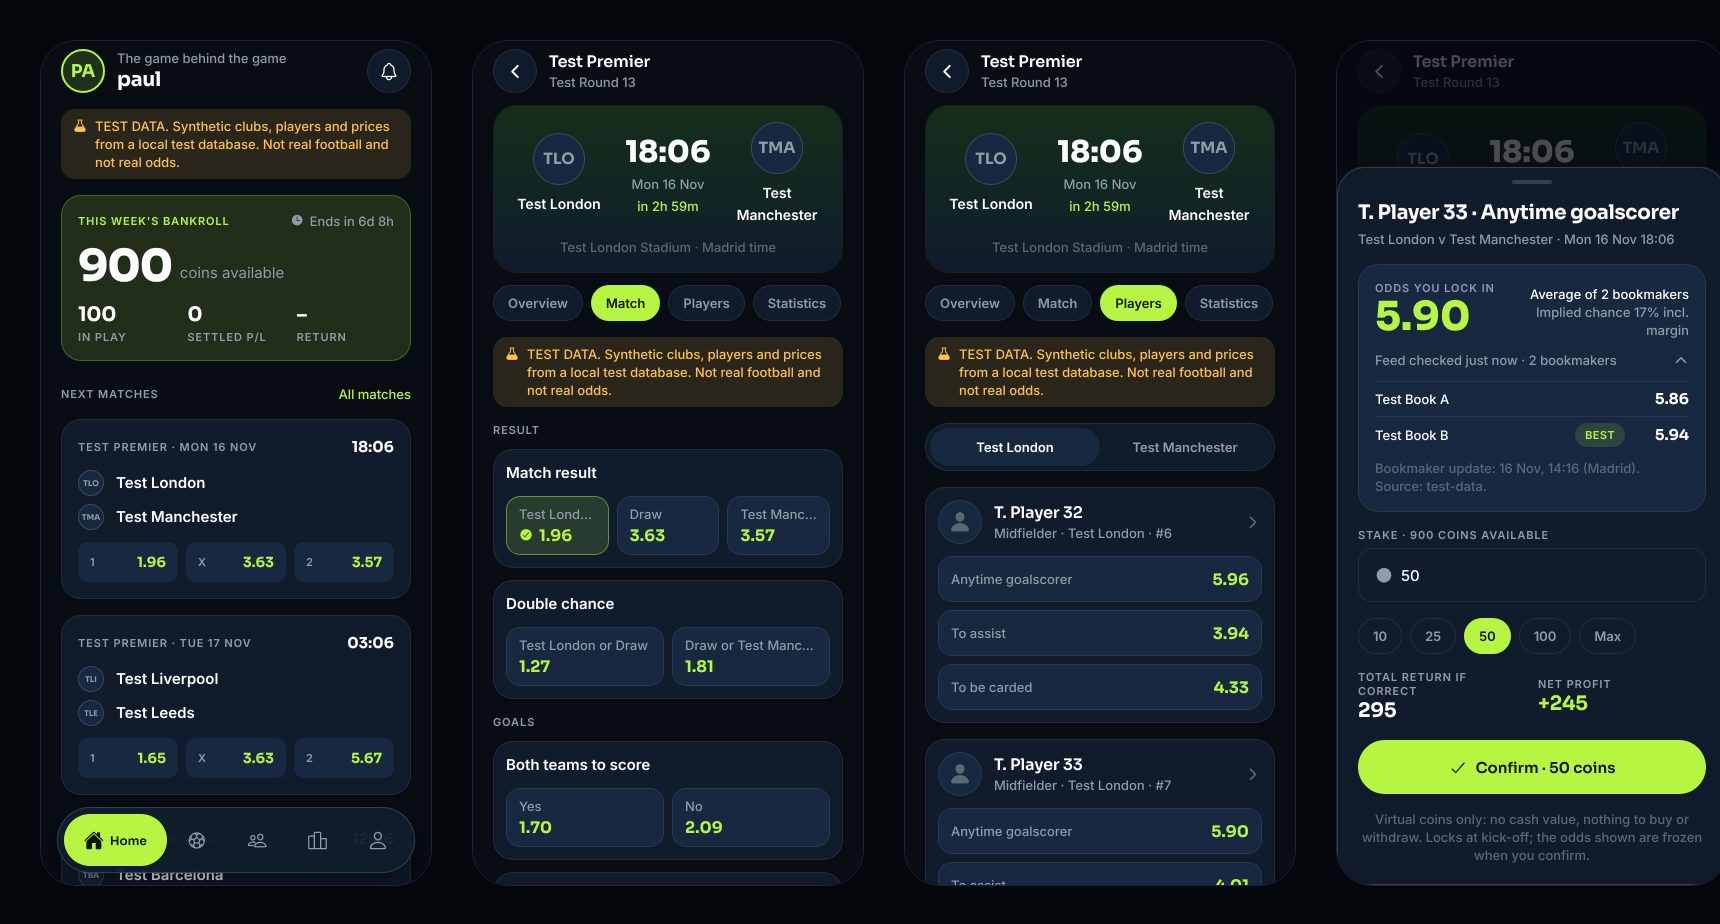 PA
The game behind the game
paul
TEST DATA. Synthetic clubs, players and prices
from a local test database. Not real football and
not real odds.
THIS WEEK'S BANKROLL
Ends in 6d 8h
900 coins available
100
0
–
IN PLAY
SETTLED P/L
RETURN
NEXT MATCHES
All matches
TEST PREMIER · MON 16 NOV
18:06
TLO
Test London
TMA
Test Manchester
1 1.96
X 3.63
2 3.57
TEST PREMIER · TUE 17 NOV
03:06
TLI
Test Liverpool
TLE
Test Leeds
1 1.65
X 3.63
2 5.67
Home
TBA
Test Barcelona
Test Premier
Test Round 13
TLO
18:06
TMA
Mon 16 Nov
in 2h 59m
Test London
Test
Manchester
Test London Stadium · Madrid time
Overview
Match
Players
Statistics
TEST DATA. Synthetic clubs, players and prices
from a local test database. Not real football and
not real odds.
RESULT
Match result
Test Lond...
1.96
Draw
3.63
Test Manc...
3.57
Double chance
Test London or Draw
1.27
Draw or Test Manc...
1.81
GOALS
Both teams to score
Yes
1.70
No
2.09
Test Premier
Test Round 13
TLO
18:06
TMA
Mon 16 Nov
in 2h 59m
Test London
Test
Manchester
Test London Stadium · Madrid time
Overview
Match
Players
Statistics
TEST DATA. Synthetic clubs, players and prices
from a local test database. Not real football and
not real odds.
Test London
Test Manchester
T. Player 32
Midfielder · Test London · #6
Anytime goalscorer 5.96
To assist 3.94
To be carded 4.33
T. Player 33
Midfielder · Test London · #7
Anytime goalscorer 5.90
To assist 4.01
Test Premier
Test Round 13
TLO
18:06
TMA
T. Player 33 · Anytime goalscorer
Test London v Test Manchester · Mon 16 Nov 18:06
ODDS YOU LOCK IN
5.90
Average of 2 bookmakers
Implied chance 17% incl.
margin
Feed checked just now · 2 bookmakers
Test Book A 5.86
Test Book B BEST 5.94
Bookmaker update: 16 Nov, 14:16 (Madrid).
Source: test-data.
STAKE · 900 COINS AVAILABLE
50
10
25
50
100
Max
TOTAL RETURN IF
CORRECT
295
NET PROFIT
+245
Confirm · 50 coins
Virtual coins only: no cash value, nothing to buy or
withdraw. Locks at kick-off; the odds shown are frozen
when you confirm.